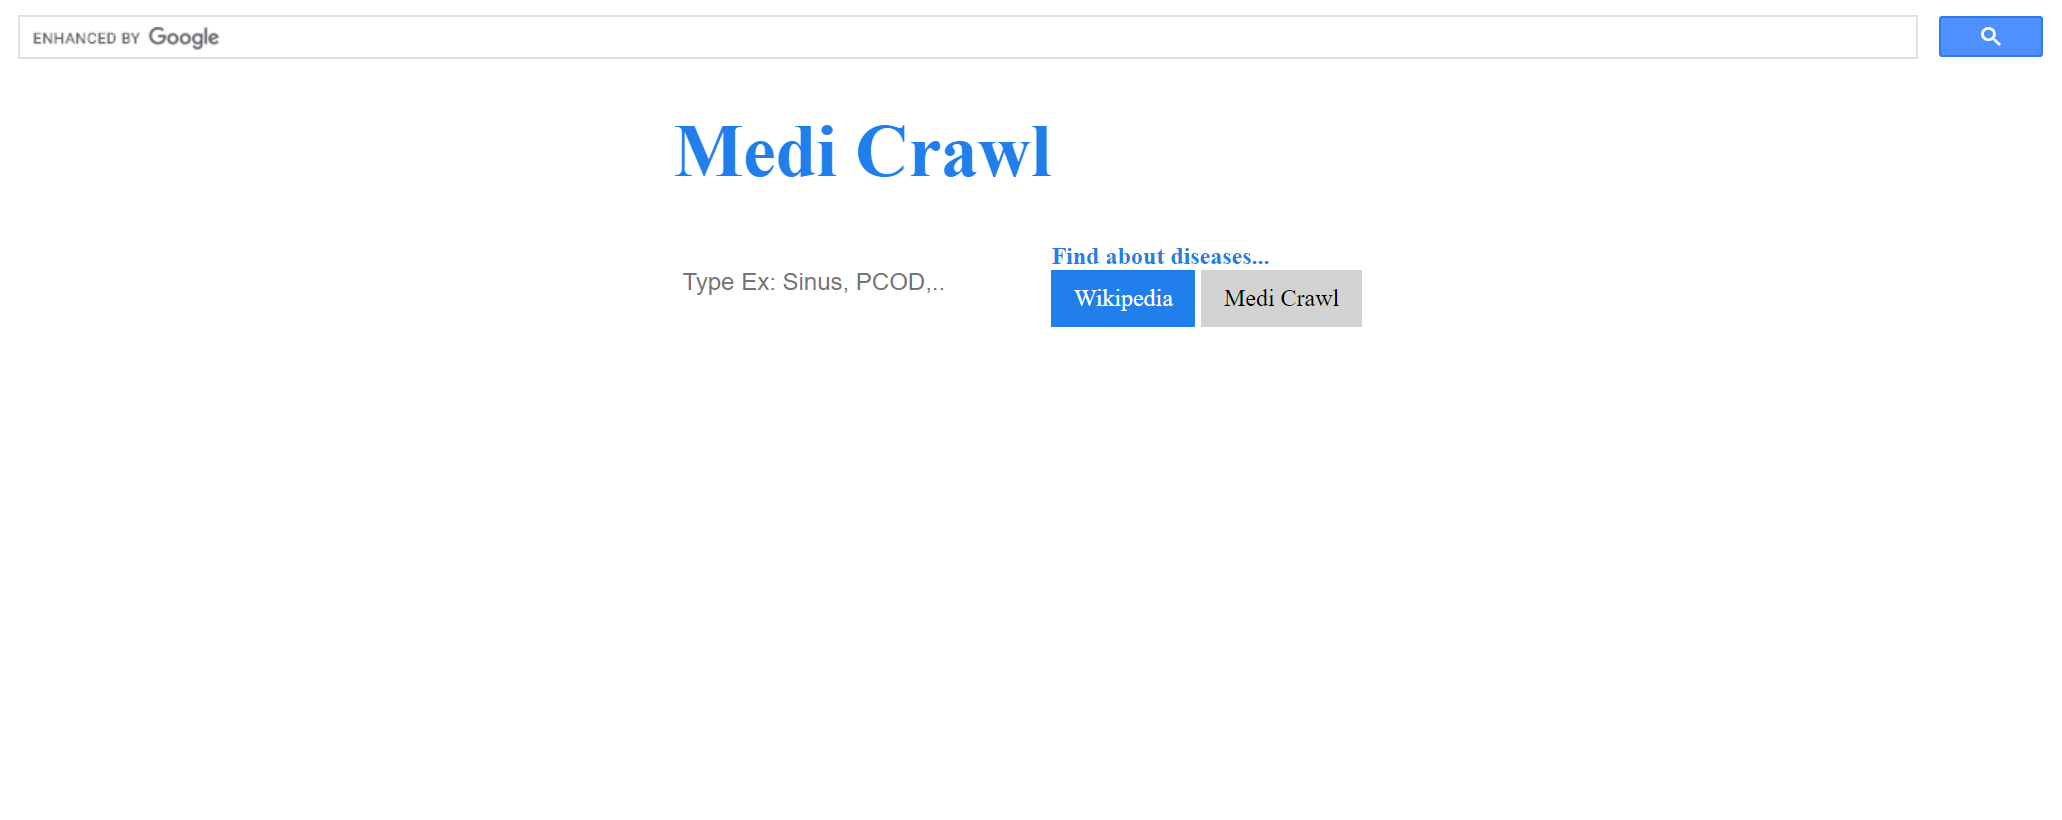 ENHANCED BY Google
Medi Crawl
Find about diseases...
Type Ex: Sinus, PCOD,..
Wikipedia Medi Crawl